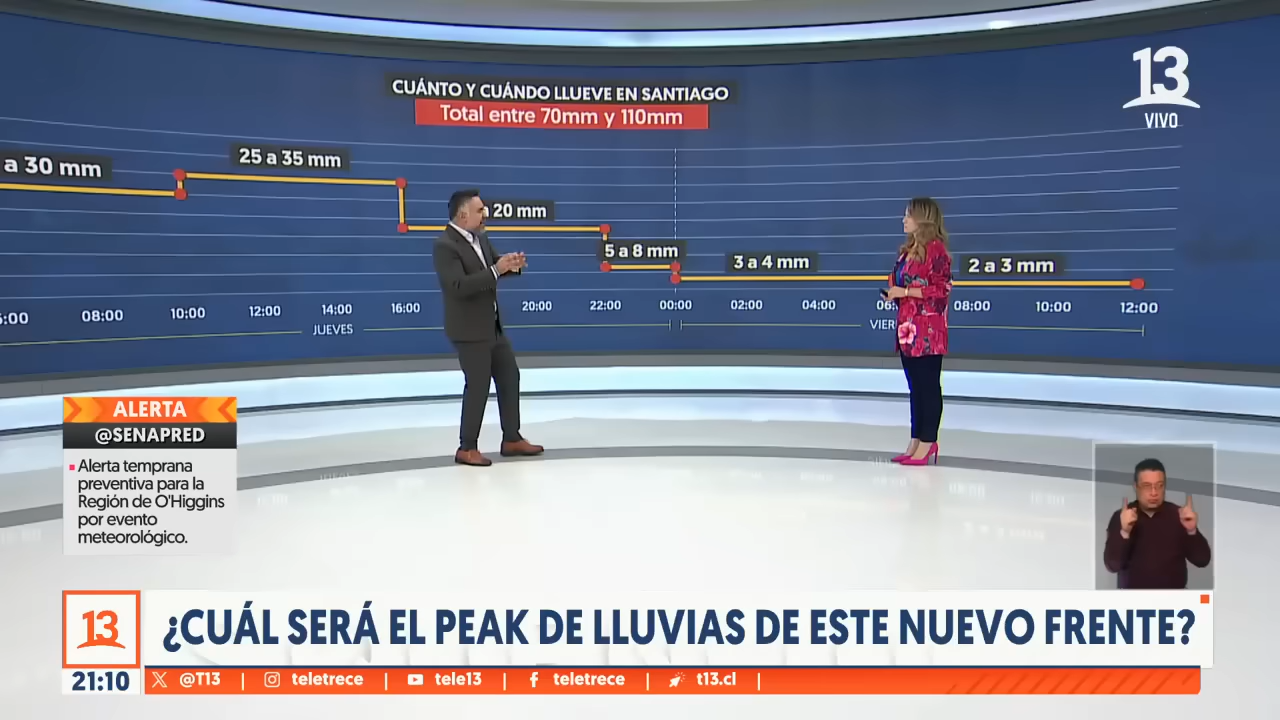 CUÁNTO Y CUÁNDO LLUEVE EN SANTIAGO
Total entre 70mm y 110mm
13
VIVO
a 30 mm
25 a 35 mm
20 mm
5 a 8 mm
3 a 4 mm
2 a 3 mm
08:00
10:00
12:00
14:00
16:00
20:00
22:00
00:00
02:00
04:00
08:00
10:00
12:00
JUEVES
ALERTA
@SENAPRED
Alerta temprana
preventiva para la
Región de O'Higgins
por evento
meteorológico.
13
¿CUÁL SERÁ EL PEAK DE LLUVIAS DE ESTE NUEVO FRENTE?
21:10
@T13 | teletrece | tele13 | teletrece | t13.cl |